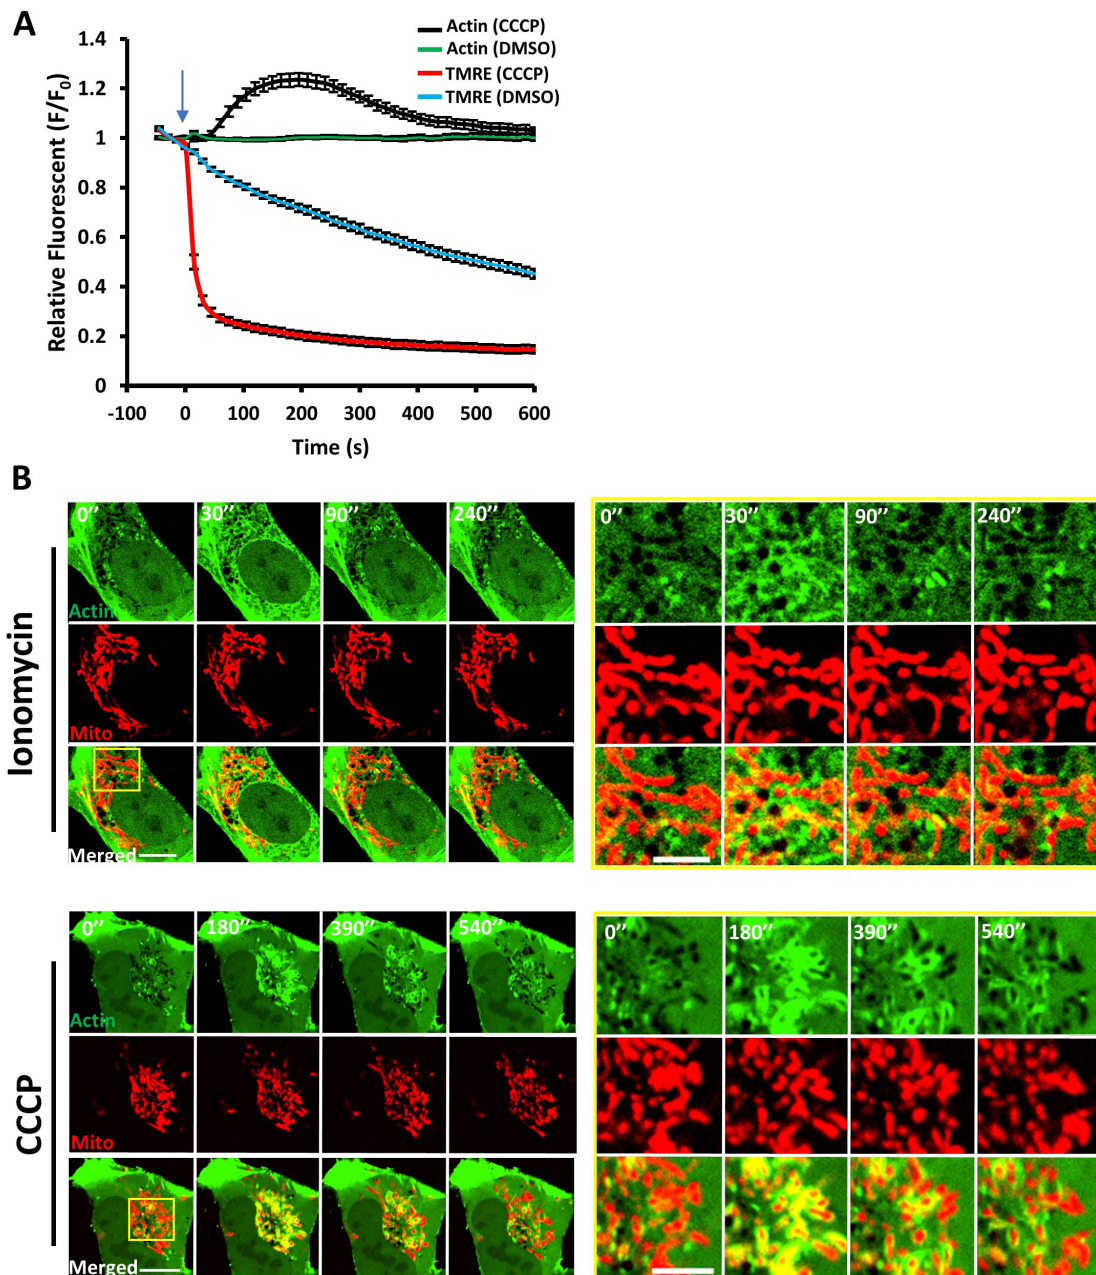 A
Actin (CCCP)
Actin (DMSO)
TMRE (CCCP)
TMRE (DMSO)
Relative Fluorescent (F/F₀)
1.4
1.2
1
0.8
0.6
0.4
0.2
0
-100 0 100 200 300 400 500 600
Time (s)
B
Ionomycin
0’’ 30’’ 90’’ 240’’
Actin
Mito
Merged
0’’ 30’’ 90’’ 240’’
CCCP
0’’ 180’’ 390’’ 540’’
Actin
Mito
Merged
0’’ 180’’ 390’’ 540’’